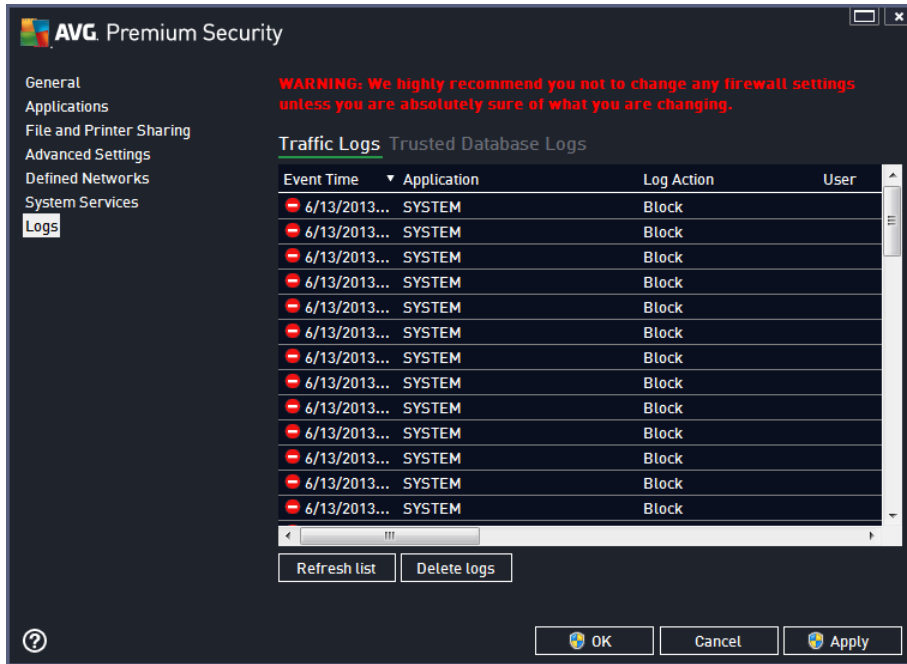 AVG. Premium Security
General
Applications
File and Printer Sharing
Advanced Settings
Defined Networks
System Services
Logs
WARNING: We highly recommend you not to change any firewall settings
unless you are absolutely sure of what you are changing.
Traffic Logs Trusted Database Logs
Event Time Application Log Action User
6/13/2013... SYSTEM Block
6/13/2013... SYSTEM Block
6/13/2013... SYSTEM Block
6/13/2013... SYSTEM Block
6/13/2013... SYSTEM Block
6/13/2013... SYSTEM Block
6/13/2013... SYSTEM Block
6/13/2013... SYSTEM Block
6/13/2013... SYSTEM Block
6/13/2013... SYSTEM Block
6/13/2013... SYSTEM Block
6/13/2013... SYSTEM Block
6/13/2013... SYSTEM Block
Refresh list Delete logs
OK Cancel Apply